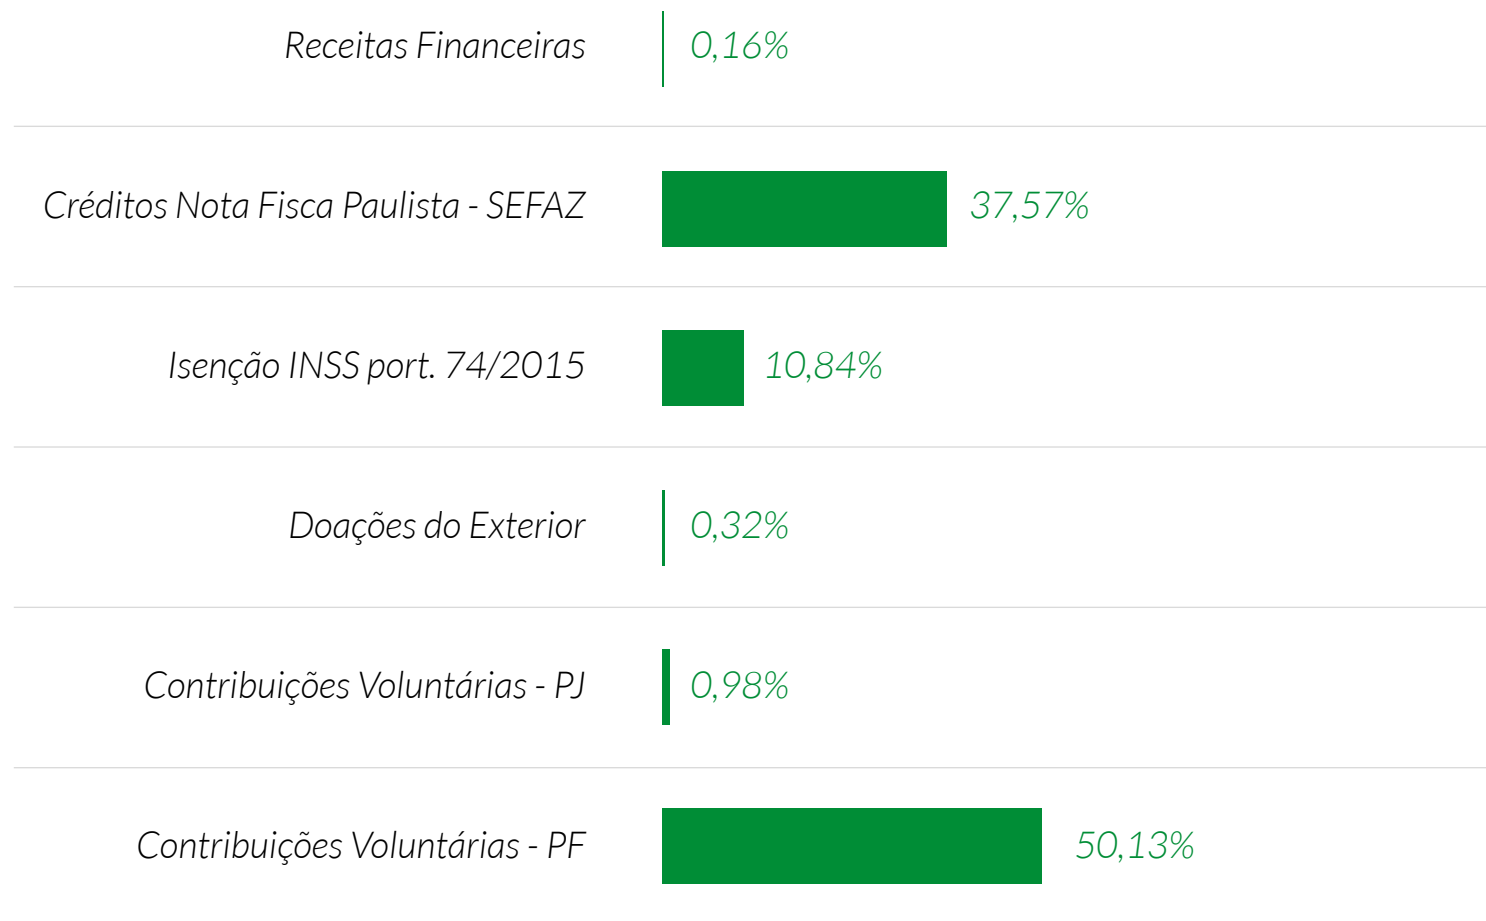 Receitas Financeiras 0,16%
Créditos Nota Fisca Paulista - SEFAZ 37,57%
Isenção INSS port. 74/2015 10,84%
Doações do Exterior 0,32%
Contribuições Voluntárias - PJ 0,98%
Contribuições Voluntárias - PF 50,13%